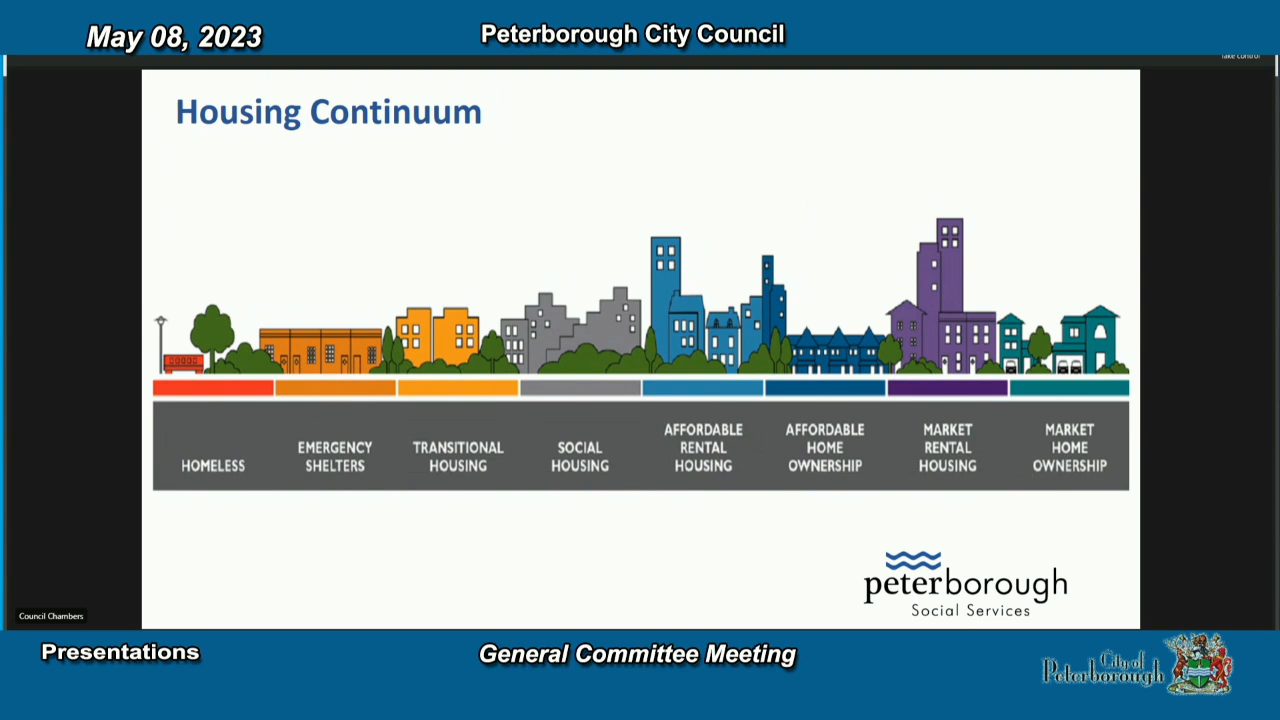 May 08, 2023
Peterborough City Council
Take Control
Housing Continuum
HOMELESS
EMERGENCY
SHELTERS
TRANSITIONAL
HOUSING
SOCIAL
HOUSING
AFFORDABLE
RENTAL
HOUSING
AFFORDABLE
HOME
OWNERSHIP
MARKET
RENTAL
HOUSING
MARKET
HOME
OWNERSHIP
peterborough
Social Services
Council Chambers
Presentations
General Committee Meeting
City of
Peterborough